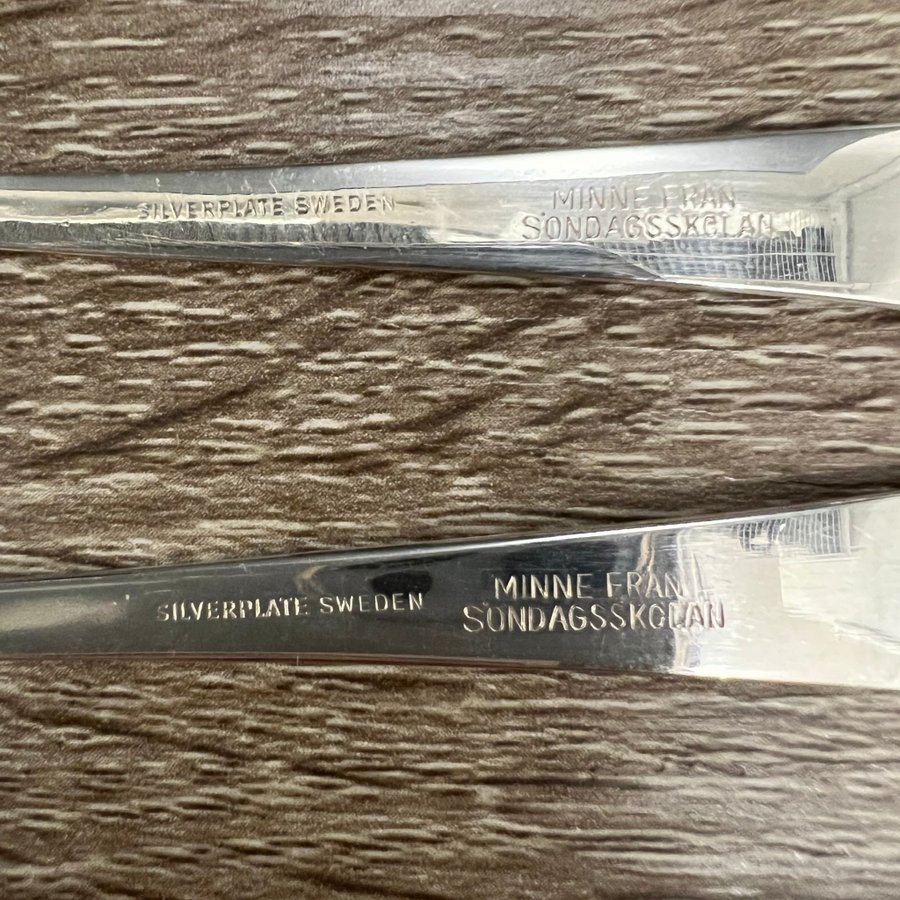 SILVERPLATE SWEDEN
MINNE FRÅN
SÖNDAGSSKOLAN
SILVERPLATE SWEDEN
MINNE FRÅN
SÖNDAGSSKOLAN